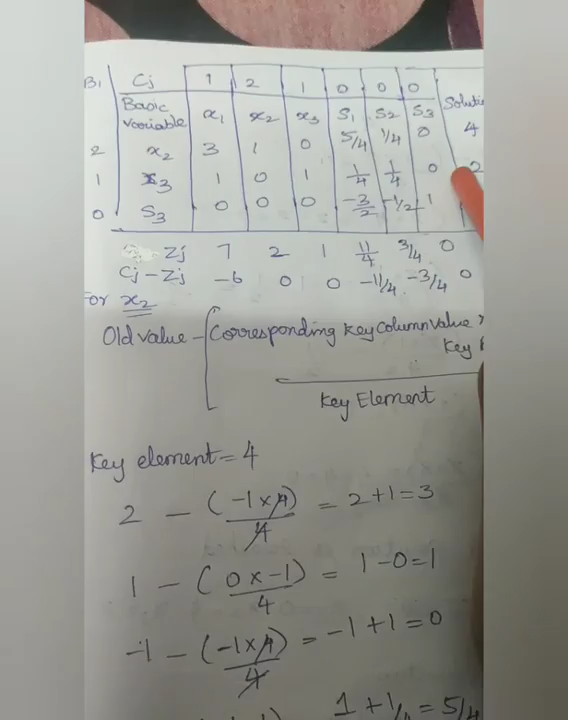 B1 Cj 1 2 1 0 0 0
Basic variable x1 x2 x3 S1 S2 S3 Solutio
2 x2 3 1 0 5/4 1/4 0 4
1 x3 1 0 1 1/4 1/4 0 2
0 S3 0 0 0 -3/2 -1/2 1
Zj 7 2 1 11/4 3/4 0
Cj-Zj -6 0 0 -11/4 -3/4 0
For x2
Old value - [Corresponding key column value ×
key
Key Element
Key element = 4
2 - (-1×4)/4 = 2+1=3
1 - (0×-1)/4 = 1-0=1
-1 - (-1×4)/4 = -1+1=0
1+1/4 = 5/4